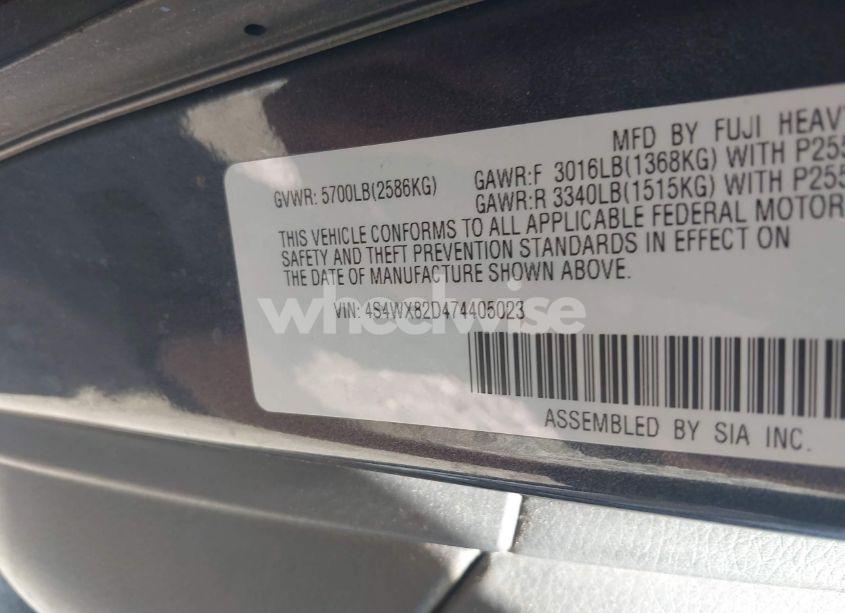 MFD BY FUJI HEAVY
GVWR: 5700LB(2586KG)
GAWR:F 3016LB(1368KG) WITH P255
GAWR:R 3340LB(1515KG) WITH P255
THIS VEHICLE CONFORMS TO ALL APPLICABLE FEDERAL MOTOR
SAFETY AND THEFT PREVENTION STANDARDS IN EFFECT ON
THE DATE OF MANUFACTURE SHOWN ABOVE.
VIN: 4S4WX82D474405023
wheelwise
ASSEMBLED BY SIA INC.